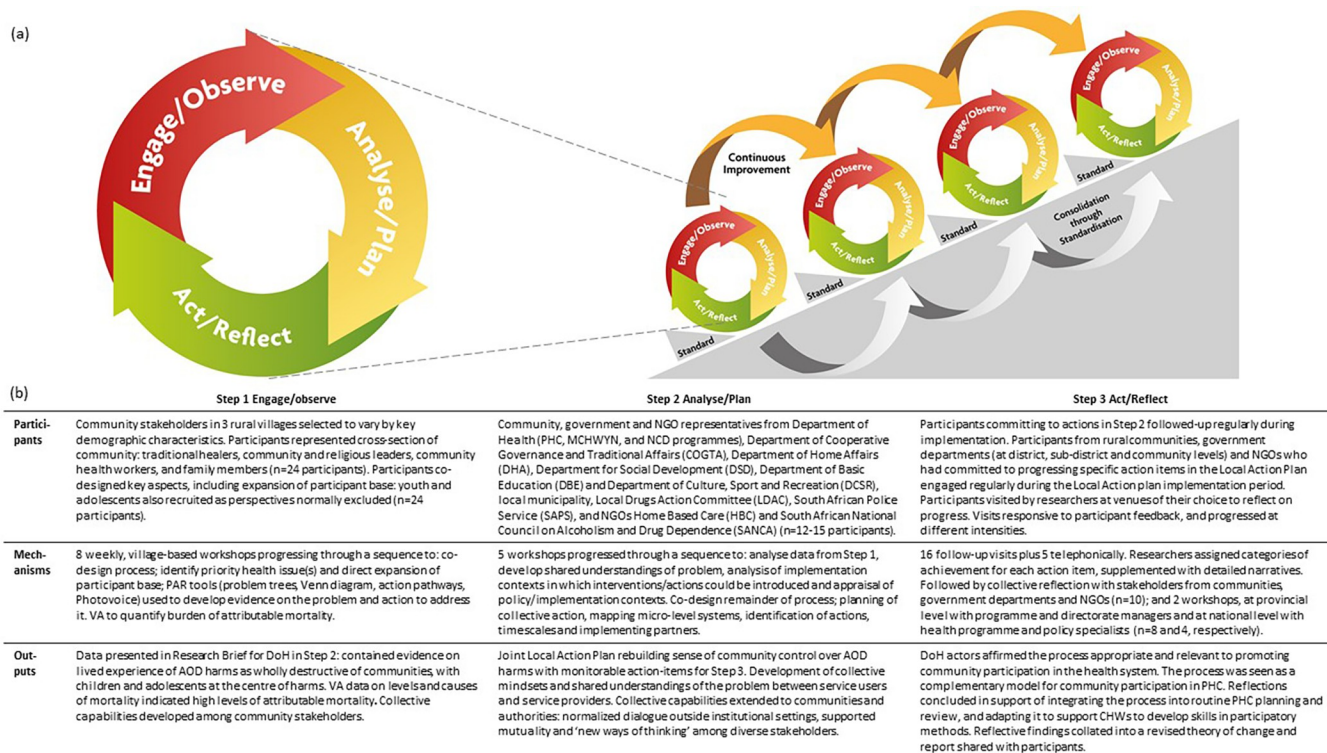 (a)
Engage/Observe
Analyse/Plan
Act/Reflect
Continuous
Improvement
Engage/Observe
Analyse/Plan
Act/Reflect
Standard
Engage/Observe
Analyse/Plan
Act/Reflect
Standard
Engage/Observe
Analyse/Plan
Act/Reflect
Standard
Engage/Observe
Analyse/Plan
Act/Reflect
Standard
Consolidation
through
Standardisation
(b)
Step 1 Engage/observe
Step 2 Analyse/Plan
Step 3 Act/Reflect
Partici-
pants
Community stakeholders in 3 rural villages selected to vary by key
demographic characteristics. Participants represented cross-section of
community: traditional healers, community and religious leaders, community
health workers, and family members (n=24 participants). Participants co-
designed key aspects, including expansion of participant base: youth and
adolescents also recruited as perspectives normally excluded (n=24
participants).
Community, government and NGO representatives from Department of
Health (PHC, MCHWYN, and NCD programmes), Department of Cooperative
Governance and Traditional Affairs (COGTA), Department of Home Affairs
(DHA), Department for Social Development (DSD), Department of Basic
Education (DBE) and Department of Culture, Sport and Recreation (DCSR),
local municipality, Local Drugs Action Committee (LDAC), South African Police
Service (SAPS), and NGOs Home Based Care (HBC) and South African National
Council on Alcoholism and Drug Dependence (SANCA) (n=12-15 participants).
Participants committing to actions in Step 2 followed-up regularly during
implementation. Participants from rural communities, government
departments (at district, sub-district and community levels) and NGOs who
had committed to progressing specific action items in the Local Action Plan
engaged regularly during the Local Action plan implementation period.
Participants visited by researchers at venues of their choice to reflect on
progress. Visits responsive to participant feedback, and progressed at
different intensities.
Mech-
anisms
8 weekly, village-based workshops progressing through a sequence to: co-
design process; identify priority health issue(s) and direct expansion of
participant base; PAR tools (problem trees, Venn diagram, action pathways,
Photovoice) used to develop evidence on the problem and action to address
it. VA to quantify burden of attributable mortality.
5 workshops progressed through a sequence to: analyse data from Step 1,
develop shared understandings of problem, analysis of implementation
contexts in which interventions/actions could be introduced and appraisal of
policy/implementation contexts. Co-design remainder of process; planning of
collective action, mapping micro-level systems, identification of actions,
timescales and implementing partners.
16 follow-up visits plus 5 telephonically. Researchers assigned categories of
achievement for each action item, supplemented with detailed narratives.
Followed by collective reflection with stakeholders from communities,
government departments and NGOs (n=10); and 2 workshops, at provincial
level with programme and directorate managers and at national level with
health programme and policy specialists (n=8 and 4, respectively).
Out-
puts
Data presented in Research Brief for DoH in Step 2: contained evidence on
lived experience of AOD harms as wholly destructive of communities, with
children and adolescents at the centre of harms. VA data on levels and causes
of mortality indicated high levels of attributable mortality. Collective
capabilities developed among community stakeholders.
Joint Local Action Plan rebuilding sense of community control over AOD
harms with monitorable action-items for Step 3. Development of collective
mindsets and shared understandings of the problem between service users
and service providers. Collective capabilities extended to communities and
authorities: normalized dialogue outside institutional settings, supported
mutuality and 'new ways of thinking' among diverse stakeholders.
DoH actors affirmed the process appropriate and relevant to promoting
community participation in the health system. The process was seen as a
complementary model for community participation in PHC. Reflections
concluded in support of integrating the process into routine PHC planning and
review, and adapting it to support CHWs to develop skills in participatory
methods. Reflective findings collated into a revised theory of change and
report shared with participants.